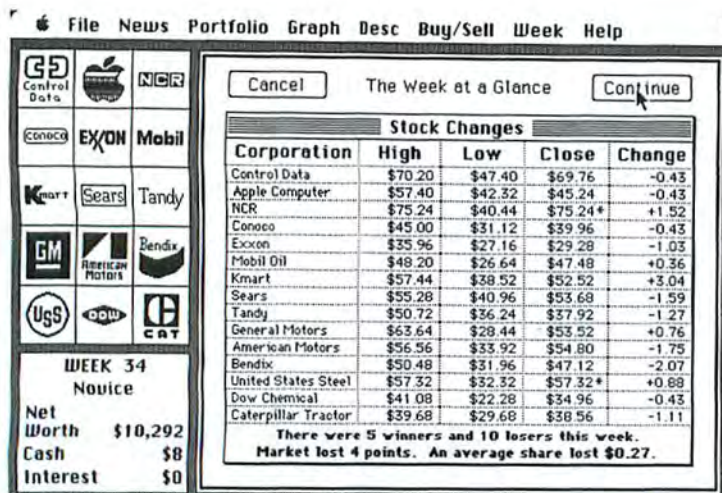 File News Portfolio Graph Desc Buy/Sell Week Help
Control Data
NCR
conoco
EXXON
Mobil
Kmart
Sears
Tandy
GM
American Motors
Bendix
USS
DOW
CAT
WEEK 34
Novice
Net
Worth $10,292
Cash $8
Interest $0
Cancel The Week at a Glance Continue
Stock Changes
Corporation High Low Close Change
Control Data $70.20 $47.40 $69.76 -0.43
Apple Computer $57.40 $42.32 $45.24 -0.43
NCR $75.24 $40.44 $75.24+ +1.52
Conoco $45.00 $31.12 $39.96 -0.43
Exxon $35.96 $27.16 $29.28 -1.03
Mobil Oil $48.20 $26.64 $47.48 +0.36
Kmart $57.44 $38.52 $52.52 +3.04
Sears $55.28 $40.96 $53.68 -1.59
Tandy $50.72 $36.24 $37.92 -1.27
General Motors $63.64 $28.44 $53.52 +0.76
American Motors $56.56 $33.92 $54.80 -1.75
Bendix $50.48 $31.96 $47.12 -2.07
United States Steel $57.32 $32.32 $57.32+ +0.88
Dow Chemical $41.08 $22.28 $34.96 -0.43
Caterpillar Tractor $39.68 $29.68 $38.56 -1.11
There were 5 winners and 10 losers this week.
Market lost 4 points. An average share lost $0.27.